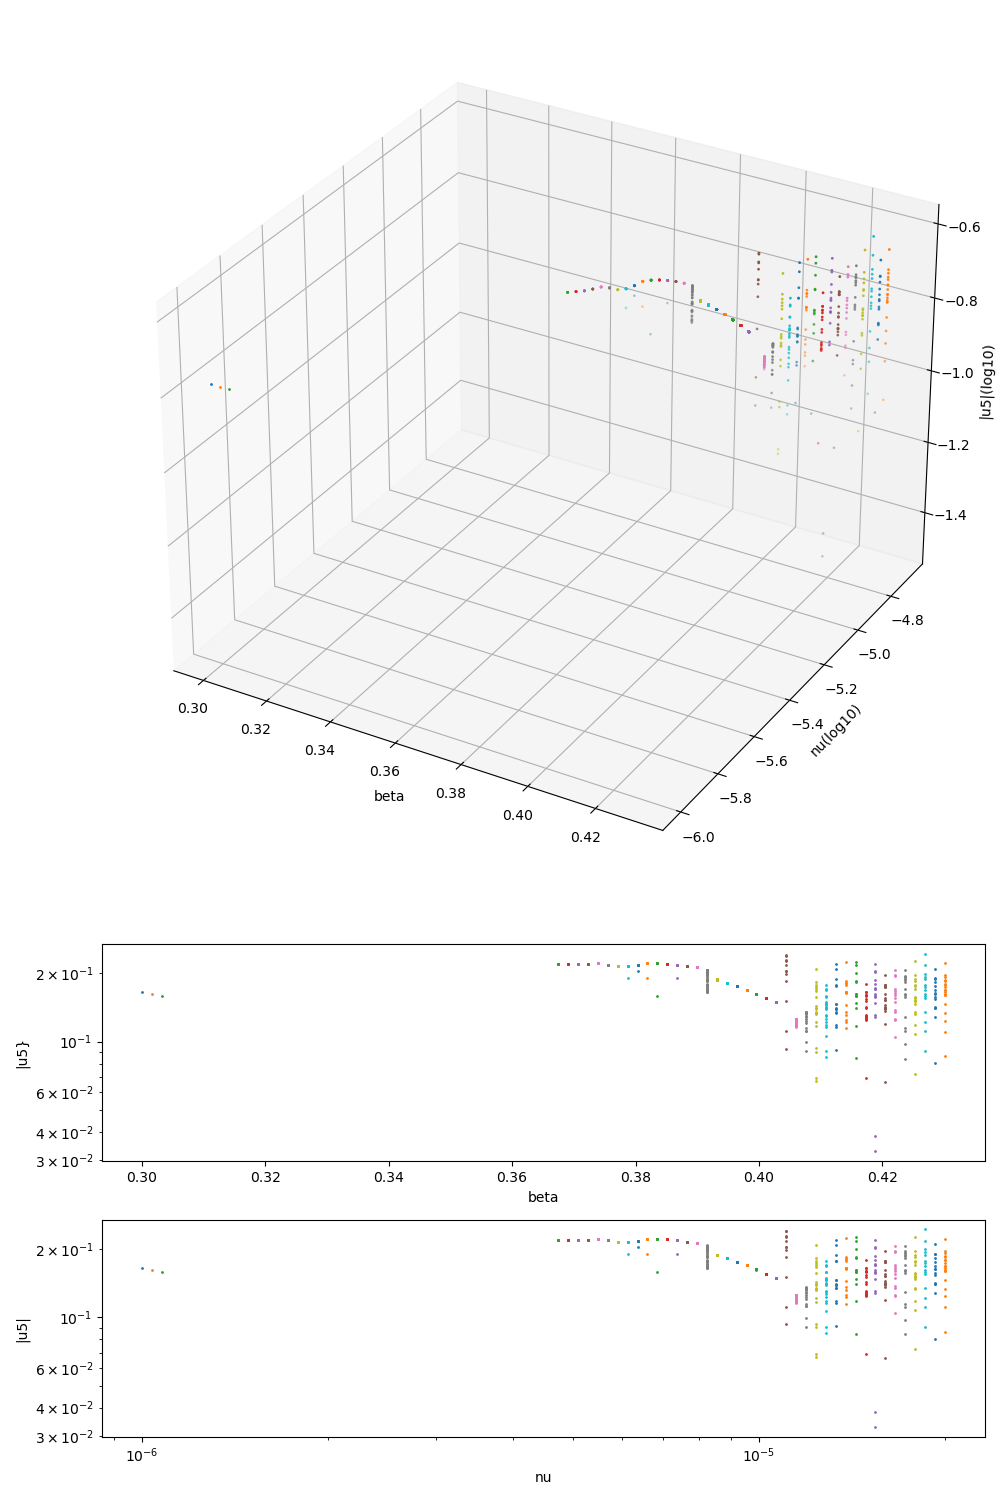 −0.6
−0.8
−1.0
−1.2
−1.4
|u5|(log10)
−4.8
−5.0
−5.2
−5.4
−5.6
−5.8
−6.0
nu(log10)
0.30
0.32
0.34
0.36
0.38
0.40
0.42
beta
2 × 10⁻¹
10⁻¹
6 × 10⁻²
4 × 10⁻²
3 × 10⁻²
|u5}
0.30 0.32 0.34 0.36 0.38 0.40 0.42
beta
2 × 10⁻¹
10⁻¹
6 × 10⁻²
4 × 10⁻²
3 × 10⁻²
|u5|
10⁻⁶ 10⁻⁵
nu